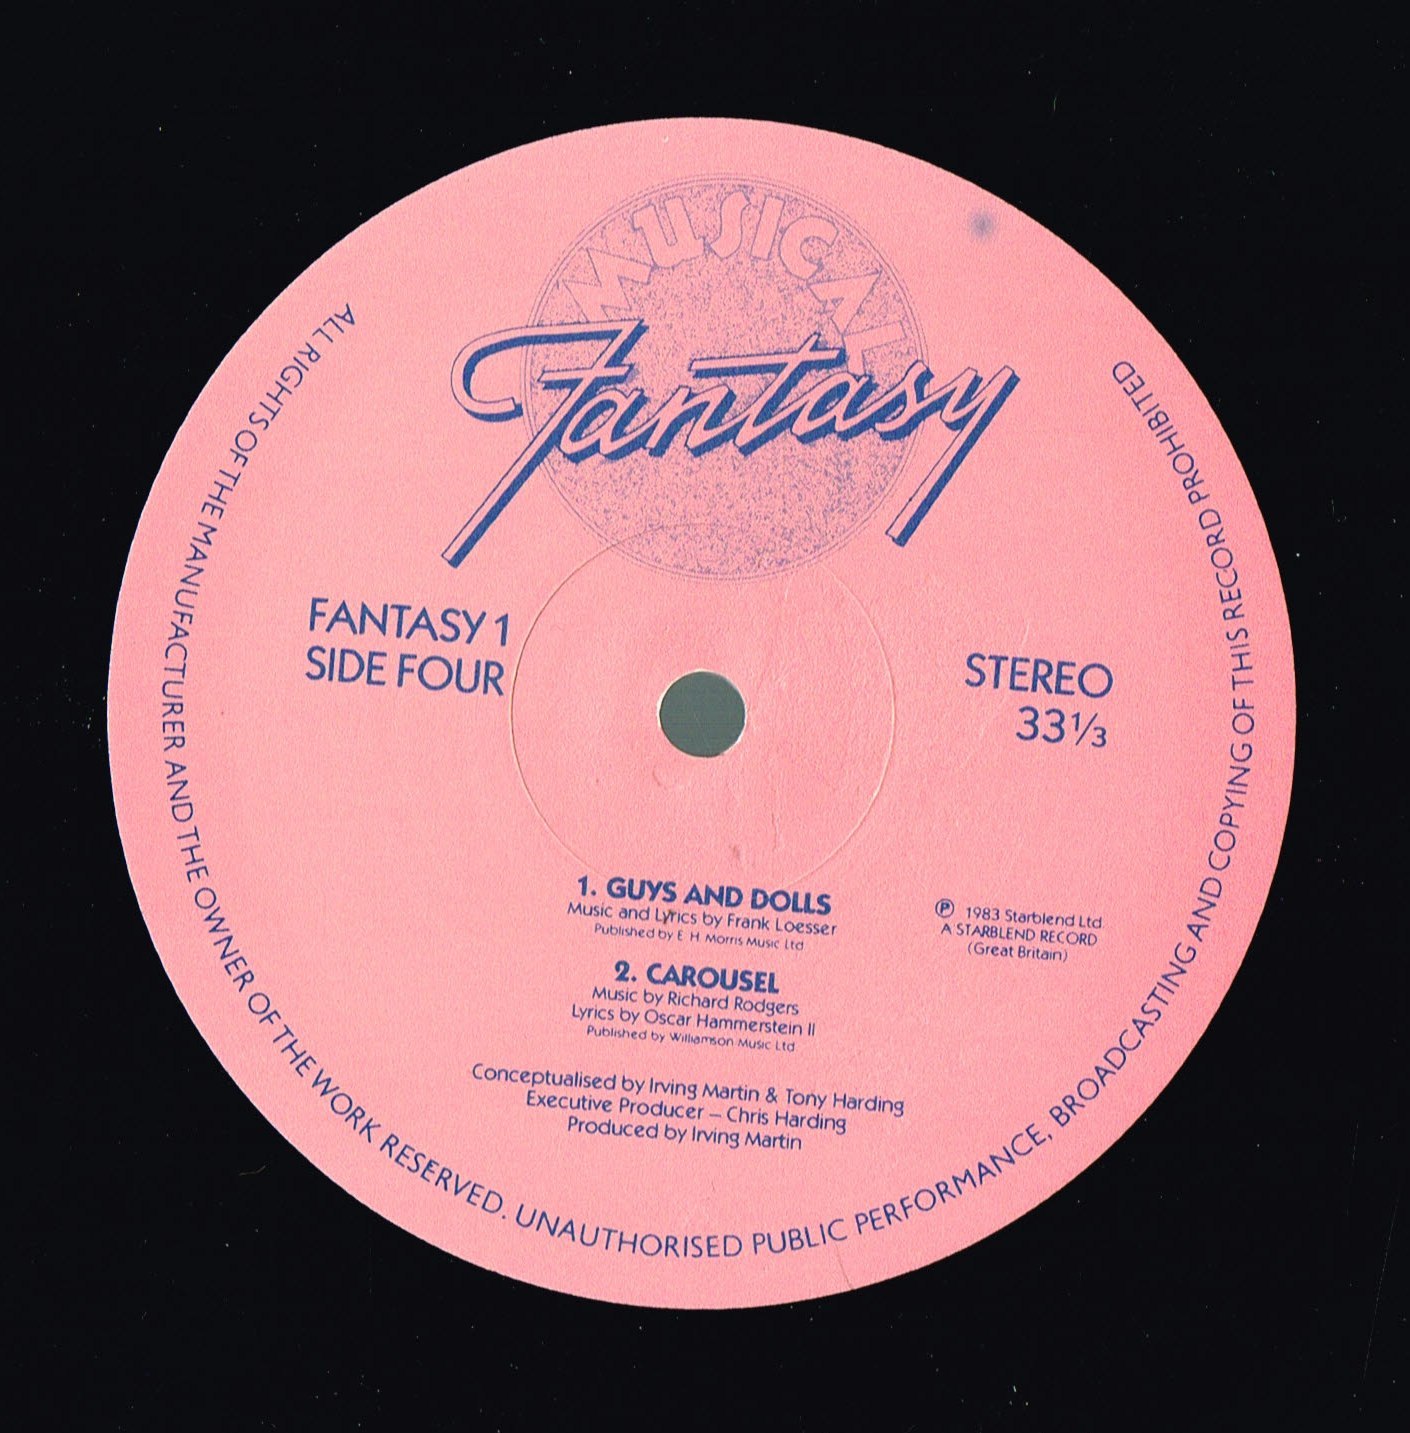 MUSICAL
Fantasy
FANTASY 1
SIDE FOUR
STEREO
33⅓
1. GUYS AND DOLLS
Music and Lyrics by Frank Loesser
Published by E H Morris Music Ltd
2. CAROUSEL
Music by Richard Rodgers
Lyrics by Oscar Hammerstein II
Published by Williamson Music Ltd
℗ 1983 Starblend Ltd.
A STARBLEND RECORD
(Great Britain)
Conceptualised by Irving Martin & Tony Harding
Executive Producer – Chris Harding
Produced by Irving Martin
ALL RIGHTS OF THE MANUFACTURER AND THE OWNER OF THE WORK RESERVED. UNAUTHORISED PUBLIC PERFORMANCE, BROADCASTING AND COPYING OF THIS RECORD PROHIBITED